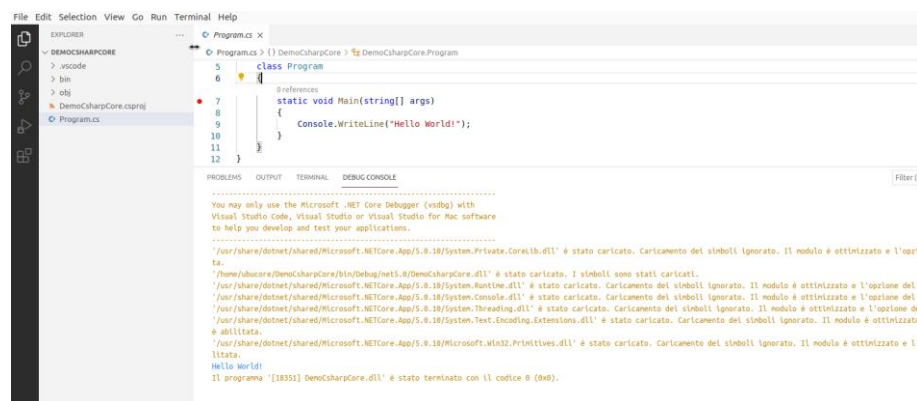 File Edit Selection View Go Run Terminal Help
EXPLORER
DEMOCSHARPCORE
.vscode
bin
obj
DemoCsharpCore.csproj
Program.cs
Program.cs ×
Program.cs > {} DemoCsharpCore > DemoCsharpCore.Program
5 class Program
6 {
0 references
7 static void Main(string[] args)
8 {
9 Console.WriteLine("Hello World!");
10 }
11 }
12 }
PROBLEMS OUTPUT TERMINAL DEBUG CONSOLE Filter (
-------------------------------------------------------------------
You may only use the Microsoft .NET Core Debugger (vsdbg) with
Visual Studio Code, Visual Studio or Visual Studio for Mac software
to help you develop and test your applications.
-------------------------------------------------------------------
'/usr/share/dotnet/shared/Microsoft.NETCore.App/5.0.10/System.Private.CoreLib.dll' è stato caricato. Caricamento dei simboli ignorato. Il modulo è ottimizzato e l'opzi
ta.
'/home/ubucore/DemoCsharpCore/bin/Debug/net5.0/DemoCsharpCore.dll' è stato caricato. I simboli sono stati caricati.
'/usr/share/dotnet/shared/Microsoft.NETCore.App/5.0.10/System.Runtime.dll' è stato caricato. Caricamento dei simboli ignorato. Il modulo è ottimizzato e l'opzione del
'/usr/share/dotnet/shared/Microsoft.NETCore.App/5.0.10/System.Console.dll' è stato caricato. Caricamento dei simboli ignorato. Il modulo è ottimizzato e l'opzione del
'/usr/share/dotnet/shared/Microsoft.NETCore.App/5.0.10/System.Threading.dll' è stato caricato. Caricamento dei simboli ignorato. Il modulo è ottimizzato e l'opzione de
'/usr/share/dotnet/shared/Microsoft.NETCore.App/5.0.10/System.Text.Encoding.Extensions.dll' è stato caricato. Caricamento dei simboli ignorato. Il modulo è ottimizzato
è abilitata.
'/usr/share/dotnet/shared/Microsoft.NETCore.App/5.0.10/Microsoft.Win32.Primitives.dll' è stato caricato. Caricamento dei simboli ignorato. Il modulo è ottimizzato e l'
litata.
Hello World!
Il programma '[18351] DemoCsharpCore.dll' è stato terminato con il codice 0 (0x0).